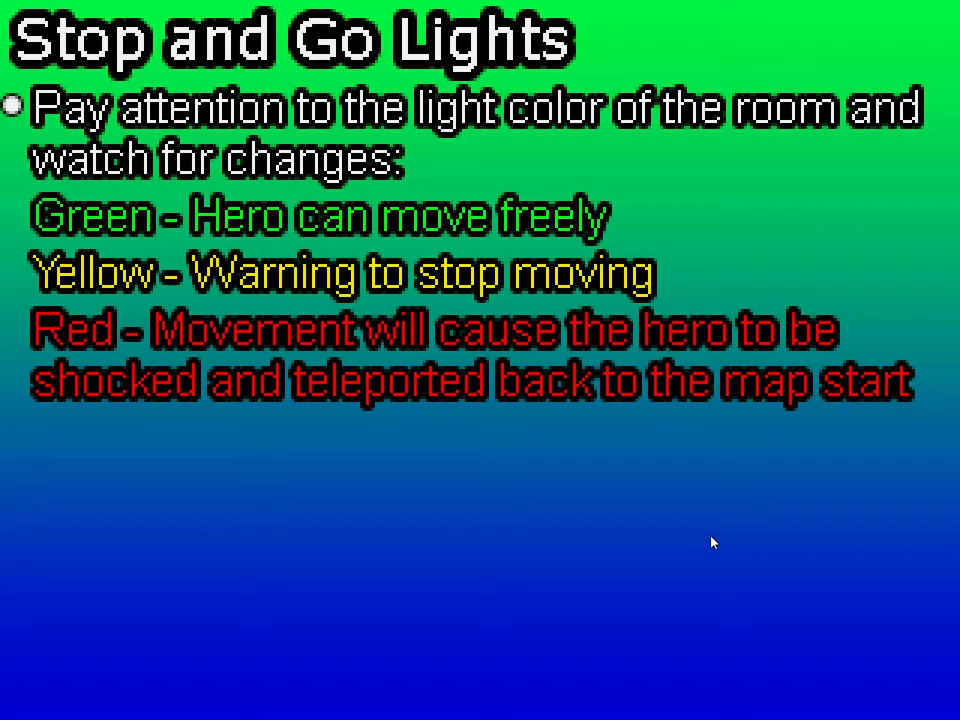 Stop and Go Lights
• Pay attention to the light color of the room and
watch for changes:
Green - Hero can move freely
Yellow - Warning to stop moving
Red - Movement will cause the hero to be
shocked and teleported back to the map start